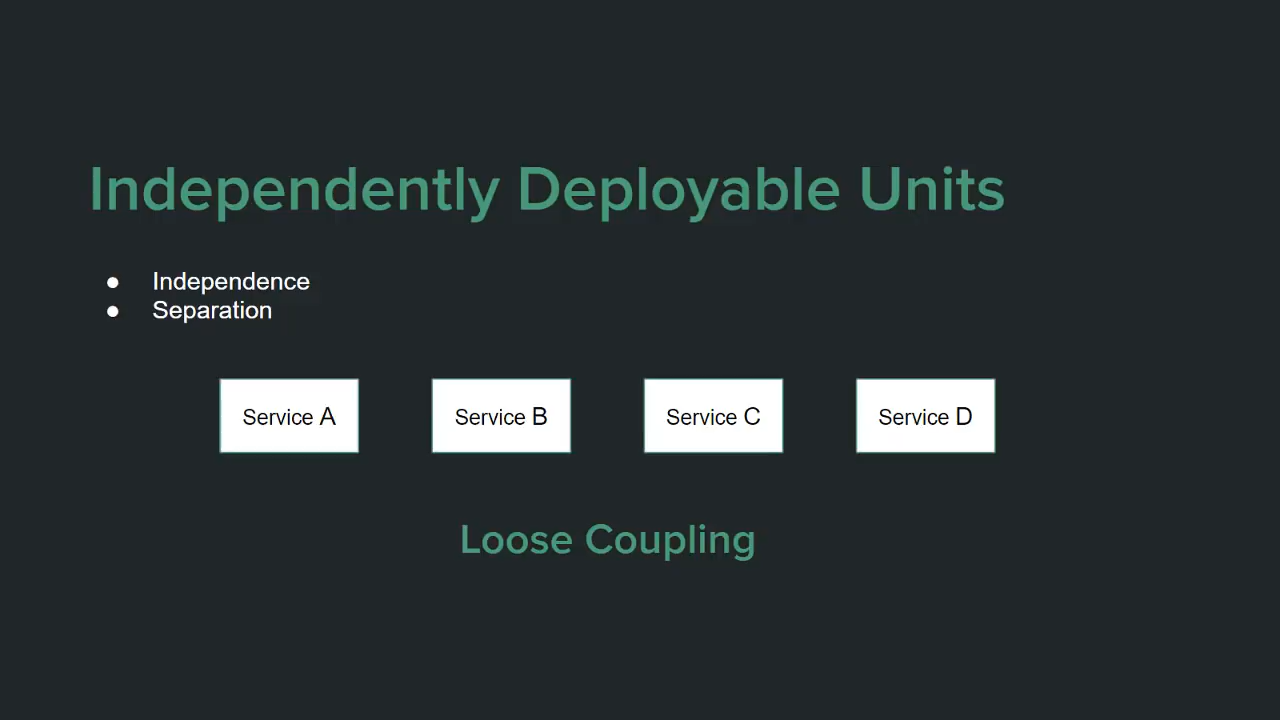 Independently Deployable Units
● Independence
● Separation
Service A
Service B
Service C
Service D
Loose Coupling